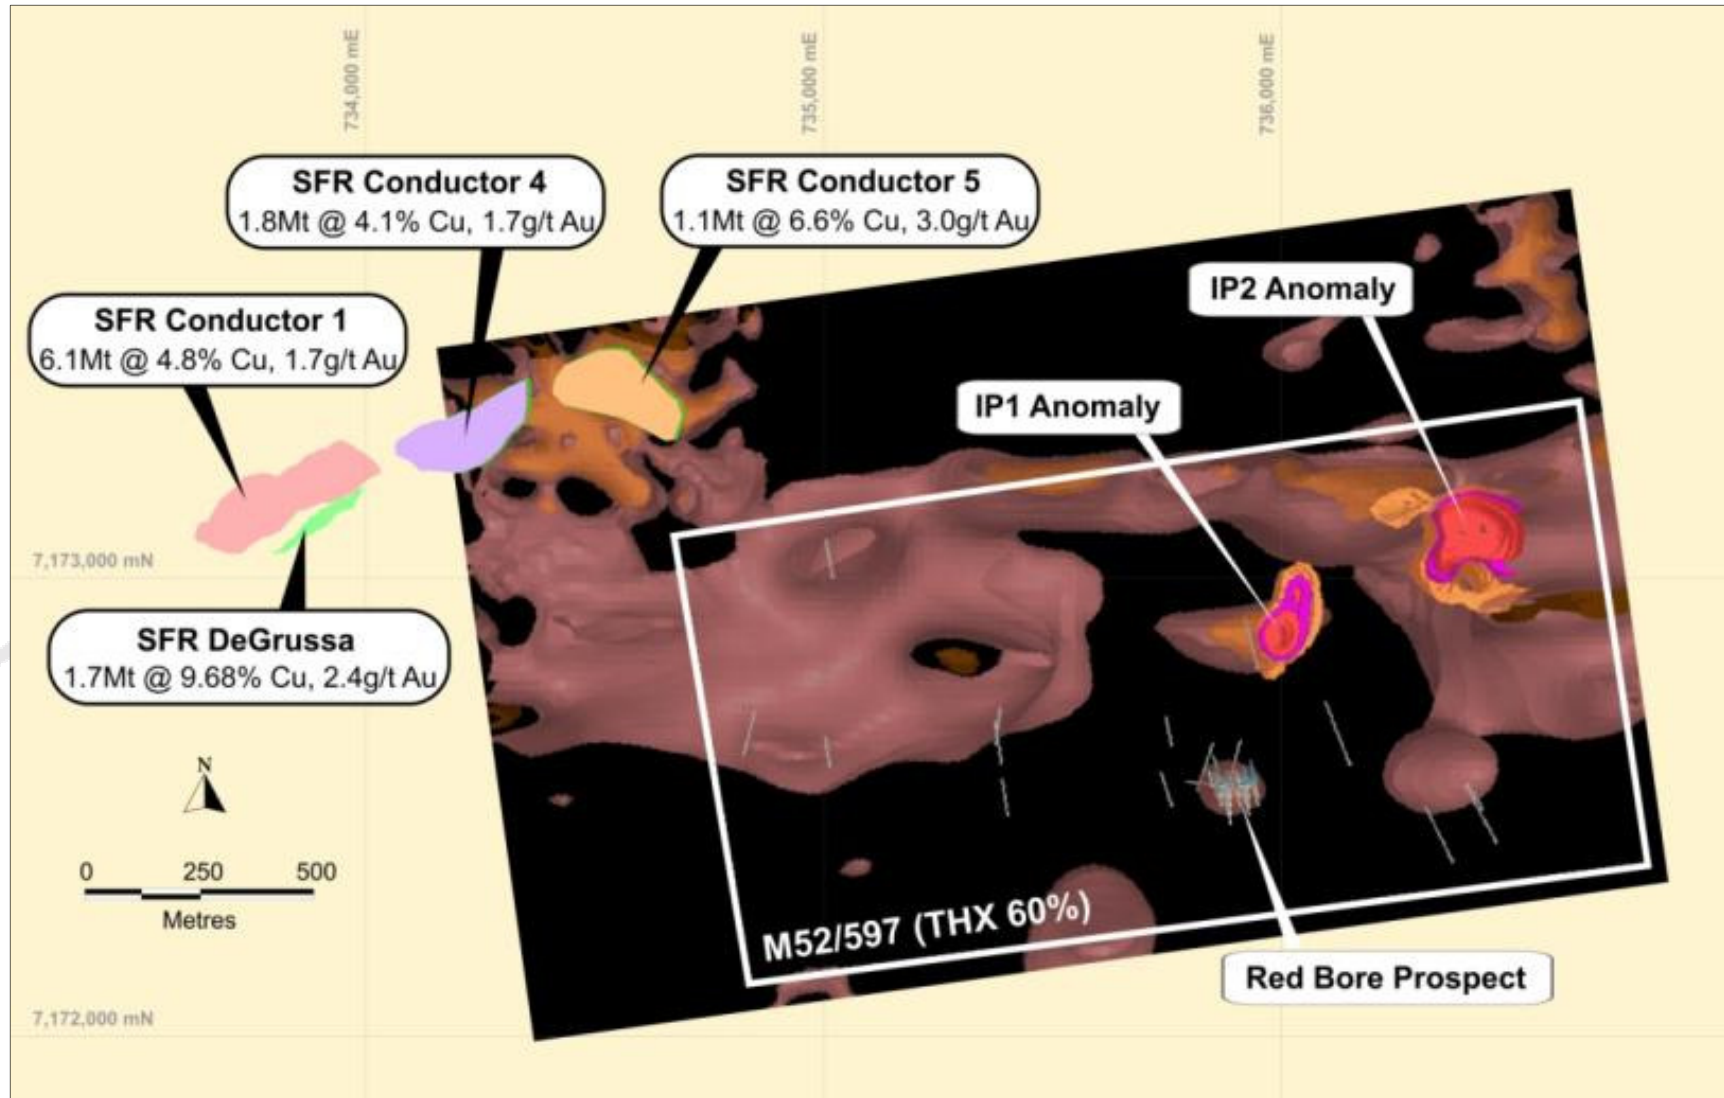 734,000 mE
735,000 mE
736,000 mE
SFR Conductor 4
1.8Mt @ 4.1% Cu, 1.7g/t Au
SFR Conductor 5
1.1Mt @ 6.6% Cu, 3.0g/t Au
IP2 Anomaly
SFR Conductor 1
6.1Mt @ 4.8% Cu, 1.7g/t Au
IP1 Anomaly
7,173,000 mN
SFR DeGrussa
1.7Mt @ 9.68% Cu, 2.4g/t Au
N
0 250 500
Metres
M52/597 (THX 60%)
Red Bore Prospect
7,172,000 mN